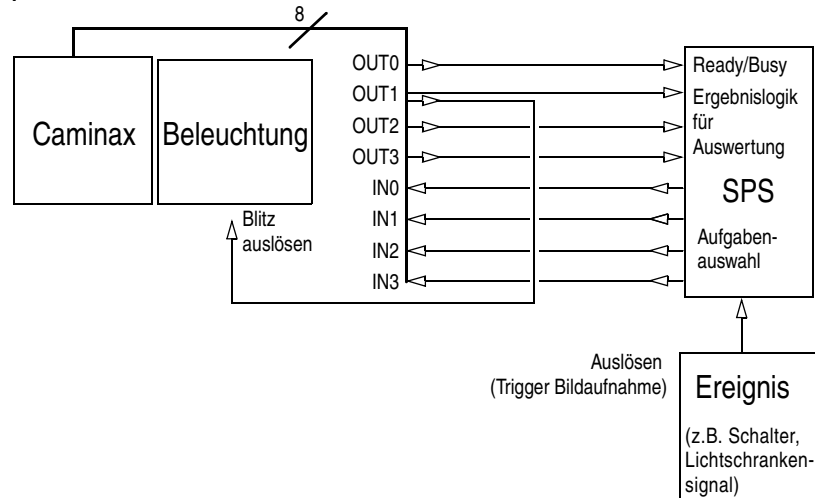 8
Caminax
Beleuchtung
OUT0
OUT1
OUT2
OUT3
IN0
IN1
IN2
IN3
Blitz
auslösen
Ready/Busy
Ergebnislogik
für
Auswertung
SPS
Aufgaben-
auswahl
Auslösen
(Trigger Bildaufnahme)
Ereignis
(z.B. Schalter,
Lichtschranken-
signal)